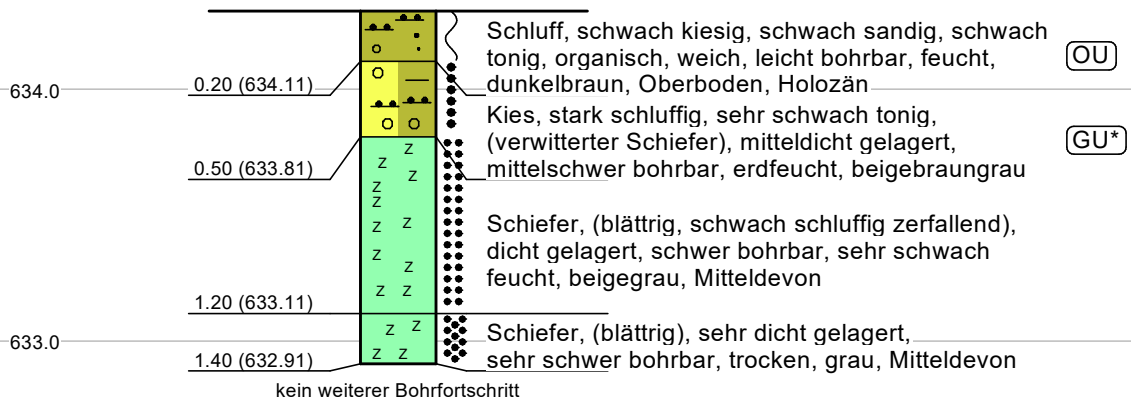 Schluff, schwach kiesig, schwach sandig, schwach
tonig, organisch, weich, leicht bohrbar, feucht,
dunkelbraun, Oberboden, Holozän
OU
634.0
0.20 (634.11)
Kies, stark schluffig, sehr schwach tonig,
(verwitterter Schiefer), mitteldicht gelagert,
mittelschwer bohrbar, erdfeucht, beigebraungrau
GU*
0.50 (633.81)
z
z
z
z
z
z
z
z
z
z
z
Schiefer, (blättrig, schwach schluffig zerfallend),
dicht gelagert, schwer bohrbar, sehr schwach
feucht, beigegrau, Mitteldevon
1.20 (633.11)
z
z
z
z
Schiefer, (blättrig), sehr dicht gelagert,
sehr schwer bohrbar, trocken, grau, Mitteldevon
633.0
1.40 (632.91)
kein weiterer Bohrfortschritt